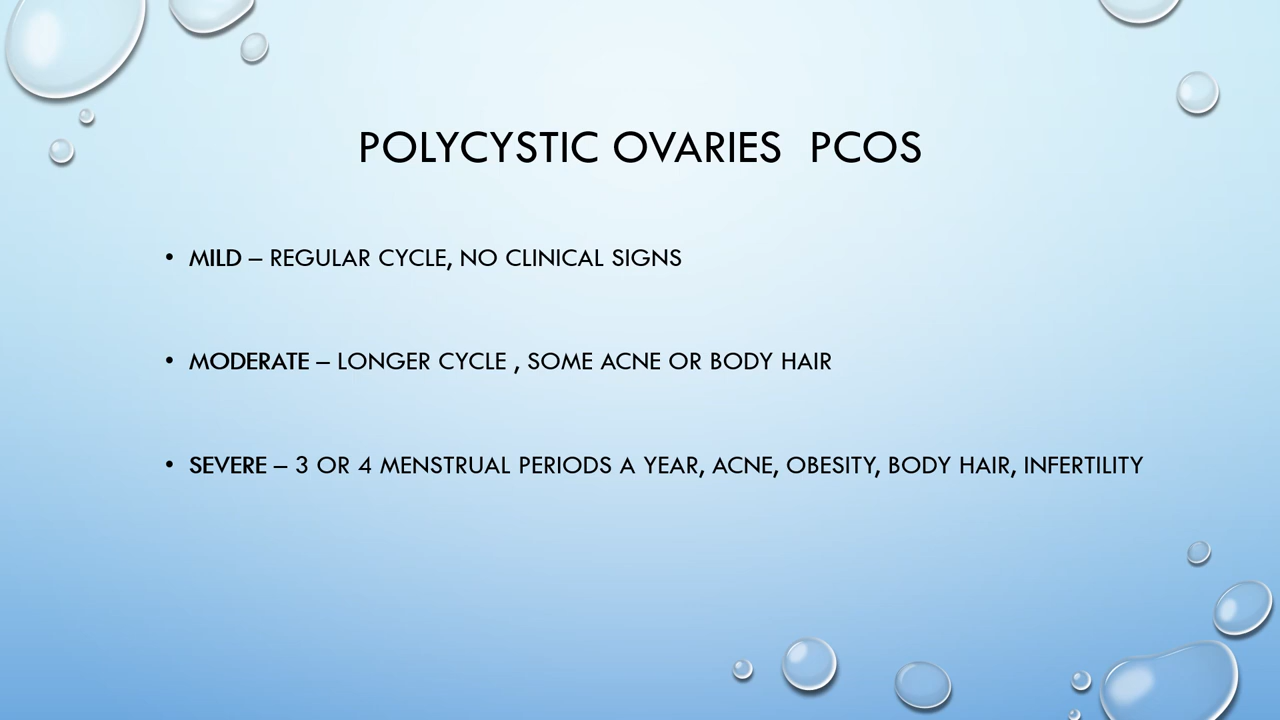 POLYCYSTIC OVARIES  PCOS
• MILD – REGULAR CYCLE, NO CLINICAL SIGNS
• MODERATE – LONGER CYCLE , SOME ACNE OR BODY HAIR
• SEVERE – 3 OR 4 MENSTRUAL PERIODS A YEAR, ACNE, OBESITY, BODY HAIR, INFERTILITY